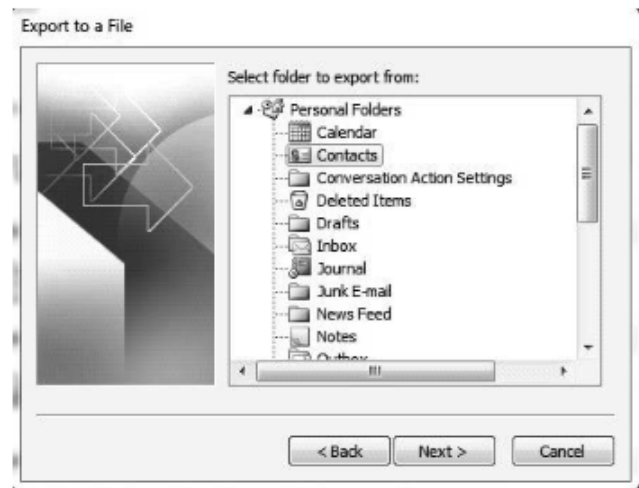 Export to a File
Select folder to export from:
Personal Folders
Calendar
Contacts
Conversation Action Settings
Deleted Items
Drafts
Inbox
Journal
Junk E-mail
News Feed
Notes
Outbox
< Back Next > Cancel